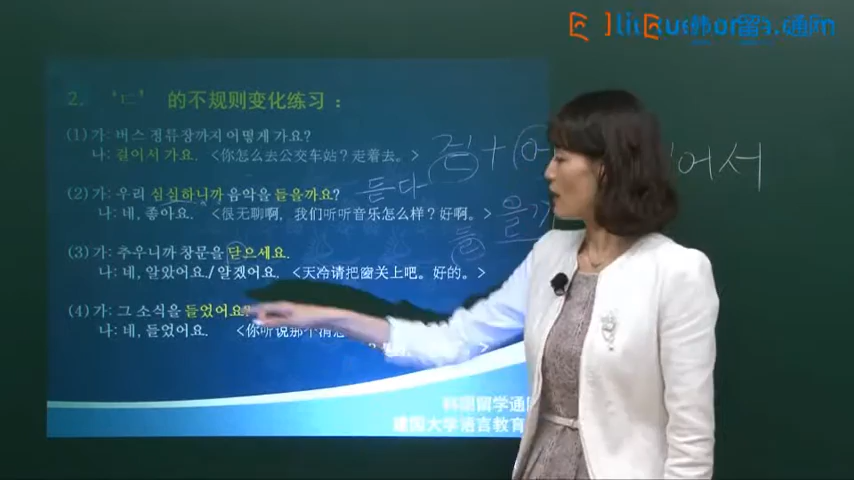 2. 'ㄷ' 的不规则变化练习：
(1) 가: 버스 정류장까지 어떻게 가요?
나: 걸어서 가요. <你怎么去公交车站？走着去。>
(2) 가: 우리 심심하니까 음악을 들을까요?
나: 네, 좋아요. <很无聊啊，我们听听音乐怎么样？好啊。>
(3) 가: 추우니까 창문을 닫으세요.
나: 네, 알았어요/알겠어요. <天冷请把窗关上吧。好的。>
(4) 가: 그 소식을 들었어요?
나: 네, 들었어요. <你听说那个消
韩国留学通网
建国大学语言教育
듣다
들
어서